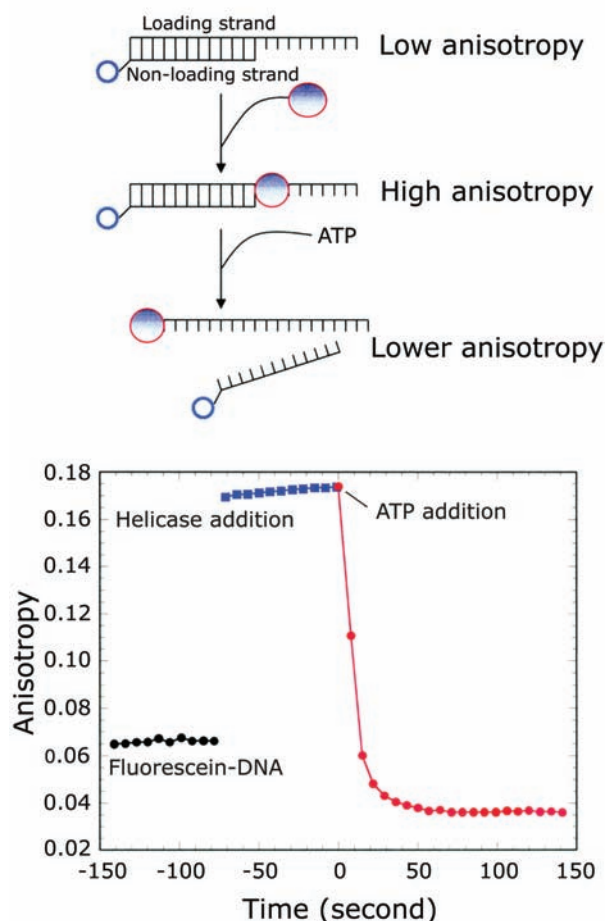 Loading strand
Low anisotropy
Non-loading strand
High anisotropy
ATP
Lower anisotropy
0.18
0.16
0.14
0.12
0.10
0.08
0.06
0.04
0.02
Anisotropy
Helicase addition
ATP addition
Fluorescein-DNA
-150
-100
-50
0
50
100
150
Time (second)